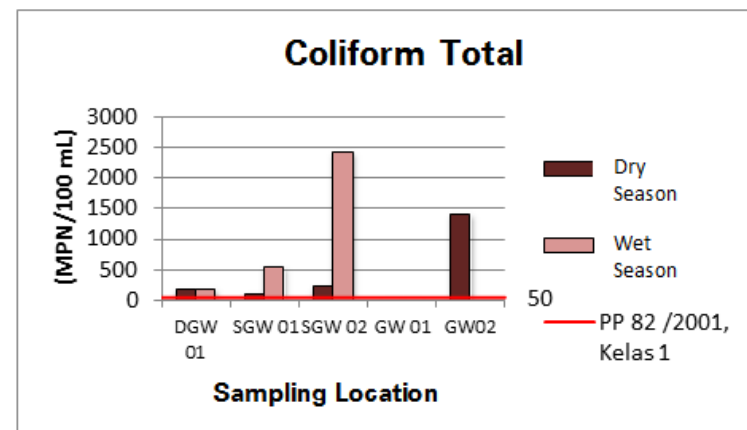 Coliform Total
(MPN/100 mL)
3000
2500
2000
1500
1000
500
0
DGW
01
SGW 01
SGW 02
GW 01
GW02
Sampling Location
Dry
Season
Wet
Season
50
PP 82 /2001,
Kelas 1